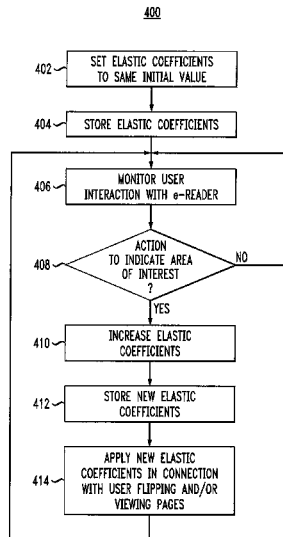 400
402
SET ELASTIC COEFFICIENTS
TO SAME INITIAL VALUE
404
STORE ELASTIC COEFFICIENTS
406
MONITOR USER
INTERACTION WITH e-READER
408
ACTION
TO INDICATE AREA
OF INTEREST
?
NO
YES
410
INCREASE ELASTIC
COEFFICIENTS
412
STORE NEW ELASTIC
COEFFICIENTS
414
APPLY NEW ELASTIC
COEFFICIENTS IN CONNECTION
WITH USER FLIPPING AND/OR
VIEWING PAGES